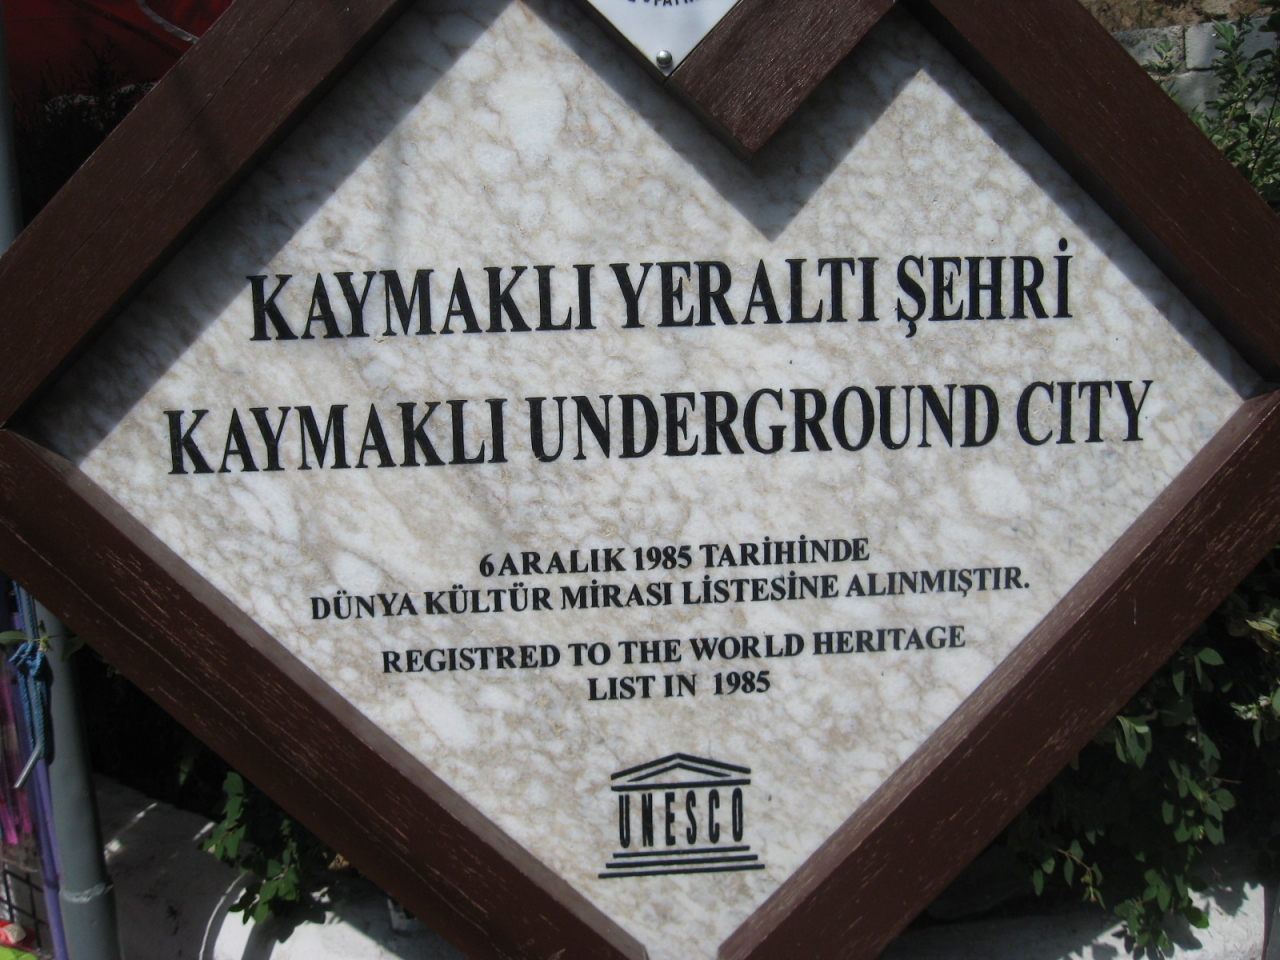 KAYMAKLI YERALTI ŞEHRİ
KAYMAKLI UNDERGROUND CITY
6 ARALIK 1985 TARİHİNDE
DÜNYA KÜLTÜR MİRASI LİSTESİNE ALINMIŞTIR.
REGISTRED TO THE WORLD HERITAGE
LIST IN 1985
UNESCO